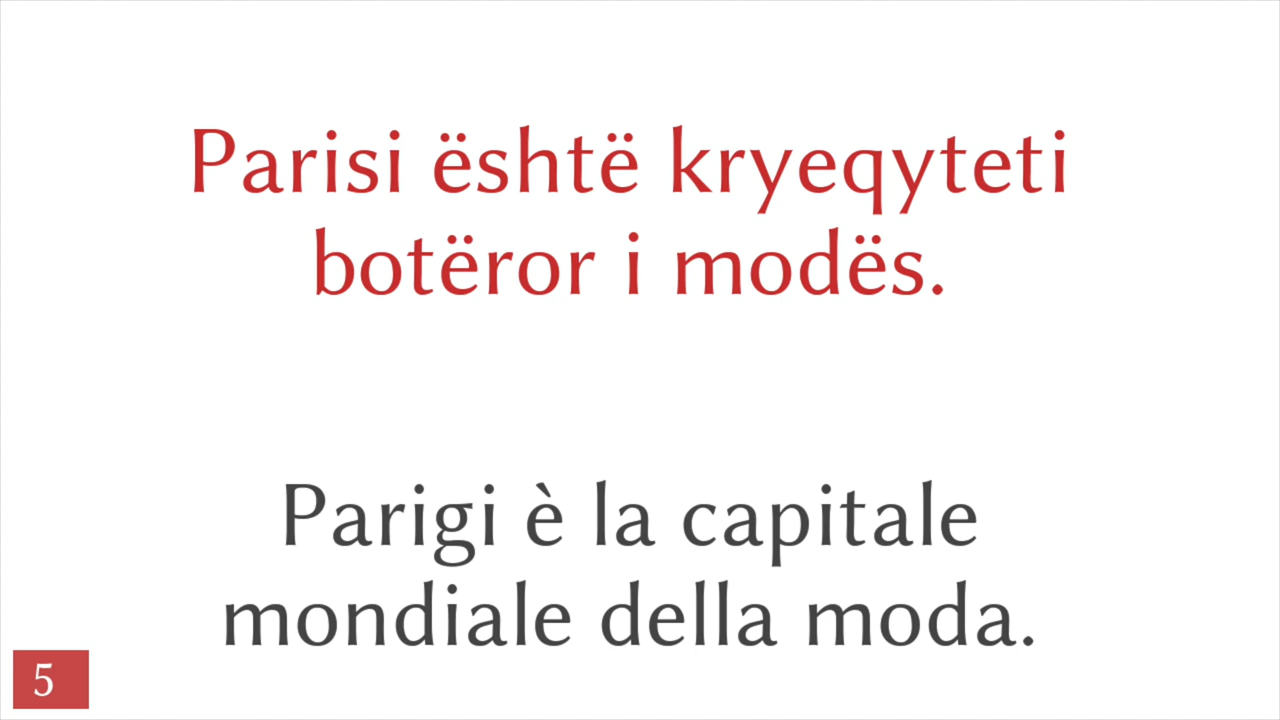 Parisi është kryeqyteti
botëror i modës.
Parigi è la capitale
mondiale della moda.
5